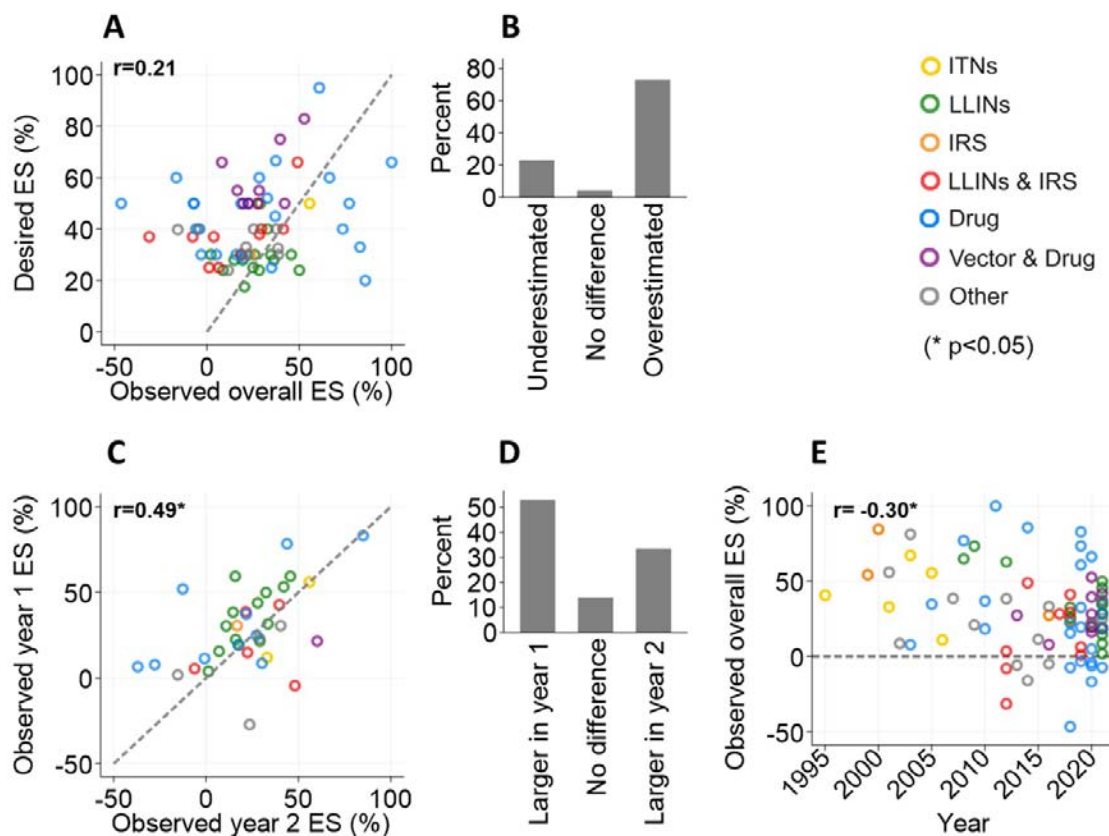 A
r=0.21
100
80
60
40
20
0
-50 0 50 100
Desired ES (%)
Observed overall ES (%)
B
80
60
40
20
0
Percent
Underestimated
No difference
Overestimated
ITNs
LLINs
IRS
LLINs & IRS
Drug
Vector & Drug
Other
(* p<0.05)
C
r=0.49*
100
50
0
-50
-50 0 50 100
Observed year 1 ES (%)
Observed year 2 ES (%)
D
50
40
30
20
10
0
Percent
Larger in year 1
No difference
Larger in year 2
E
r= -0.30*
100
50
0
-50
1995 2000 2005 2010 2015 2020
Observed overall ES (%)
Year